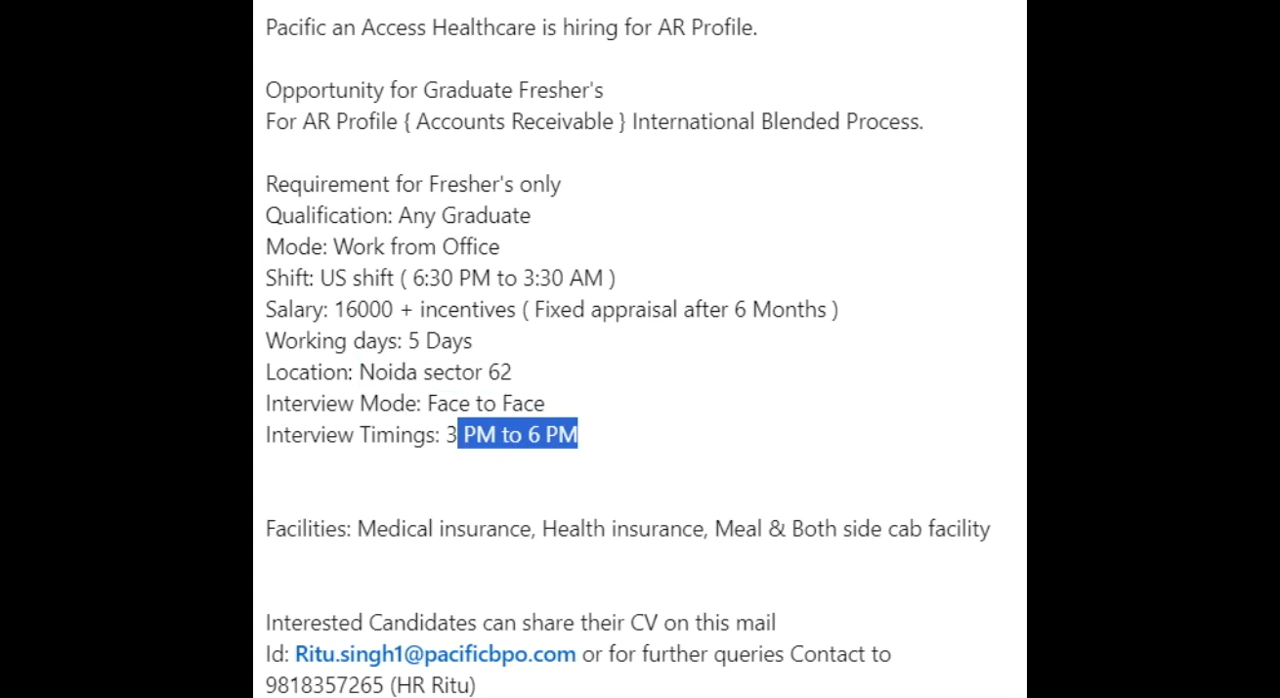 Pacific an Access Healthcare is hiring for AR Profile.
Opportunity for Graduate Fresher's
For AR Profile { Accounts Receivable } International Blended Process.
Requirement for Fresher's only
Qualification: Any Graduate
Mode: Work from Office
Shift: US shift ( 6:30 PM to 3:30 AM )
Salary: 16000 + incentives ( Fixed appraisal after 6 Months )
Working days: 5 Days
Location: Noida sector 62
Interview Mode: Face to Face
Interview Timings: 3 PM to 6 PM
Facilities: Medical insurance, Health insurance, Meal & Both side cab facility
Interested Candidates can share their CV on this mail
Id: Ritu.singh1@pacificbpo.com or for further queries Contact to
9818357265 (HR Ritu)